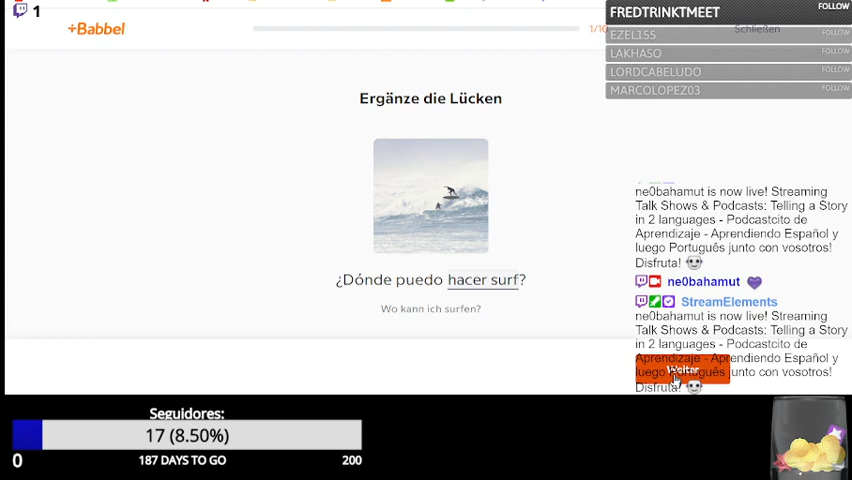 1
+Babbel
1/10
Schließen
FREDTRINKTMEET FOLLOW
EZEL155 FOLLOW
LAKHASO FOLLOW
LORDCABELUDO FOLLOW
MARCOLOPEZ03 FOLLOW
Ergänze die Lücken
¿Dónde puedo hacer surf?
Wo kann ich surfen?
ne0bahamut is now live! Streaming
Talk Shows & Podcasts: Telling a Story
in 2 languages - Podcastcito de
Aprendizaje - Aprendiendo Español y
luego Português junto con vosotros!
Disfruta!
ne0bahamut
StreamElements
ne0bahamut is now live! Streaming
Talk Shows & Podcasts: Telling a Story
in 2 languages - Podcastcito de
Aprendizaje - Aprendiendo Español y
luego Português junto con vosotros!
Disfruta!
Weiter
Seguidores:
17 (8.50%)
0
187 DAYS TO GO
200